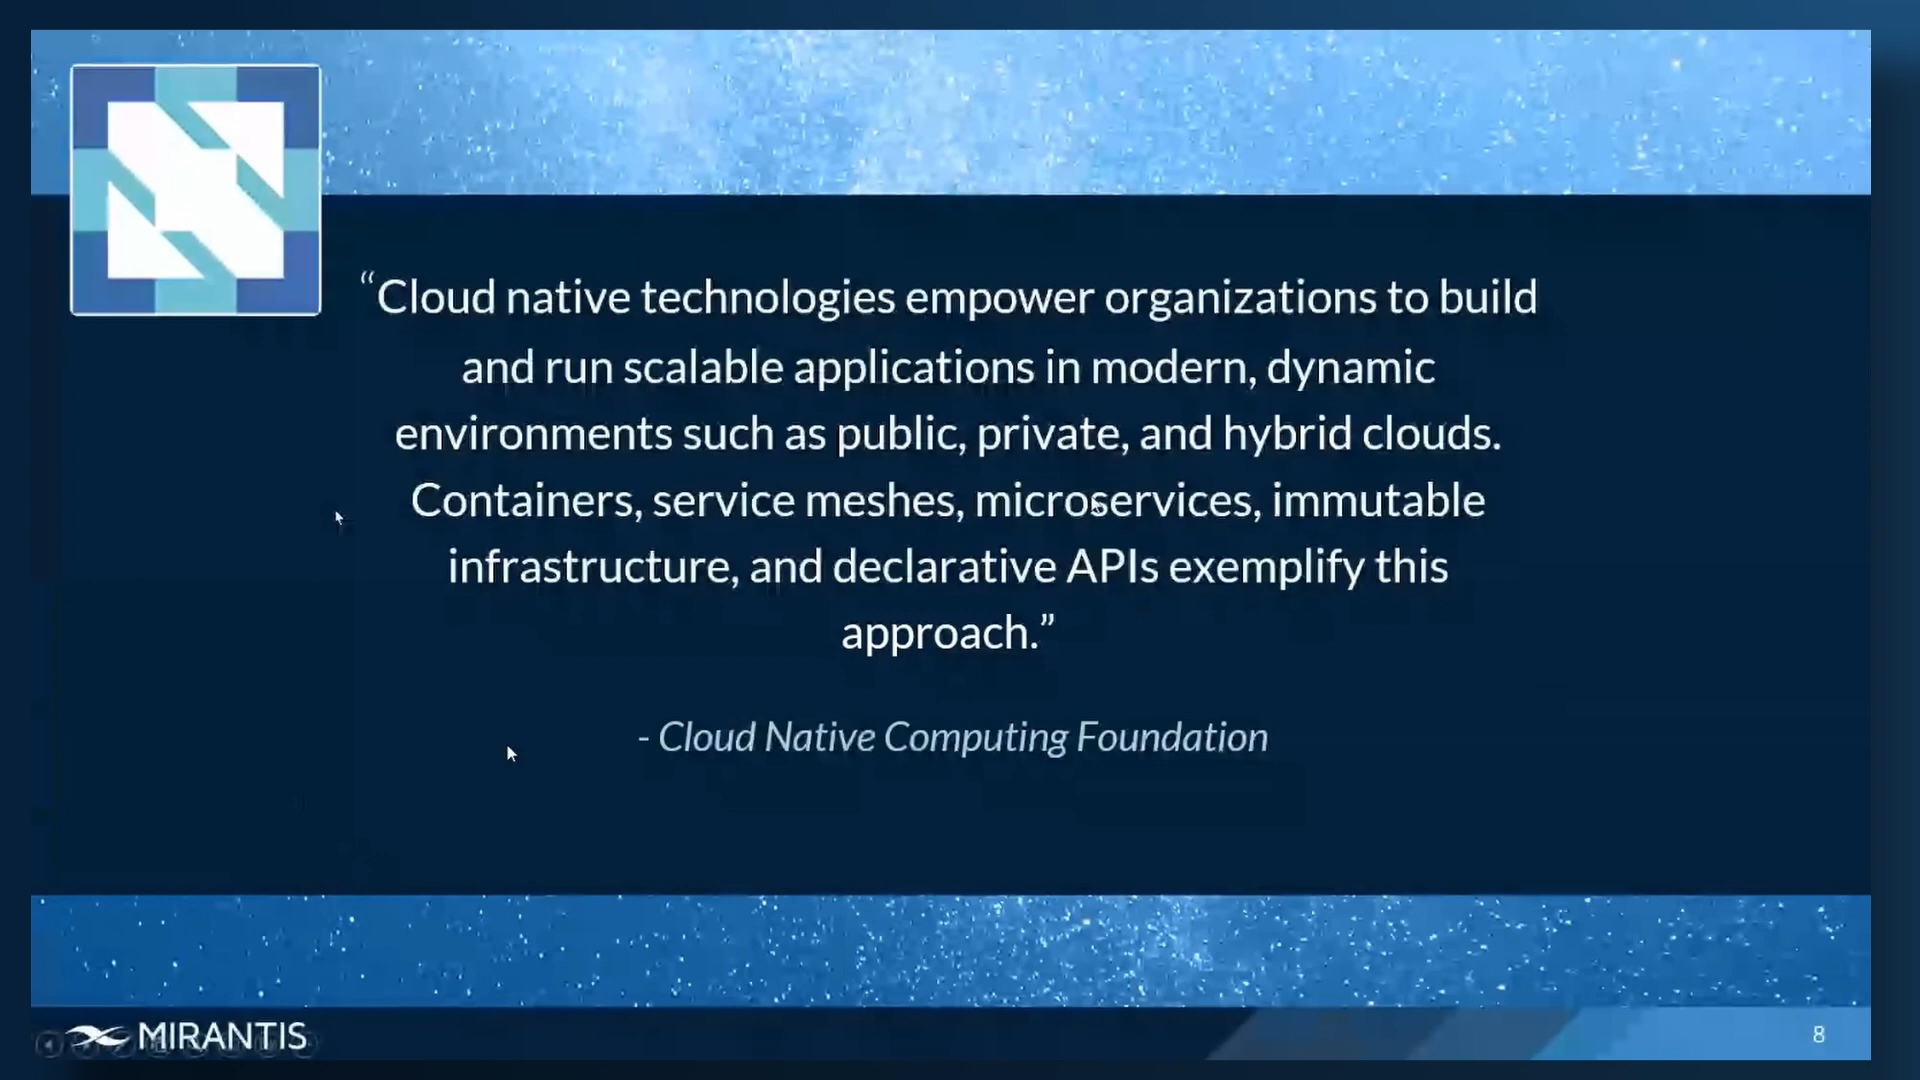 “Cloud native technologies empower organizations to build
and run scalable applications in modern, dynamic
environments such as public, private, and hybrid clouds.
Containers, service meshes, microservices, immutable
infrastructure, and declarative APIs exemplify this
approach.”
- Cloud Native Computing Foundation
MIRANTIS
8